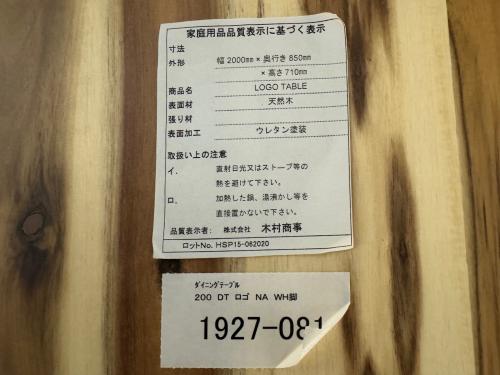 家庭用品品質表示に基づく表示
寸法
外形 幅 2000mm × 奥行き 850mm
× 高さ 710mm
商品名 LOGO TABLE
表面材 天然木
張り材
表面加工 ウレタン塗装
取扱い上の注意
イ. 直射日光又はストーブ等の
熱を避けて下さい。
ロ. 加熱した鍋、湯沸かし等を
直接置かないで下さい。
品質表示者: 株式会社 木村商事
ロットNo. HSP15-062020
ダイニングテーブル
200 DT ロゴ NA WH脚
1927-081